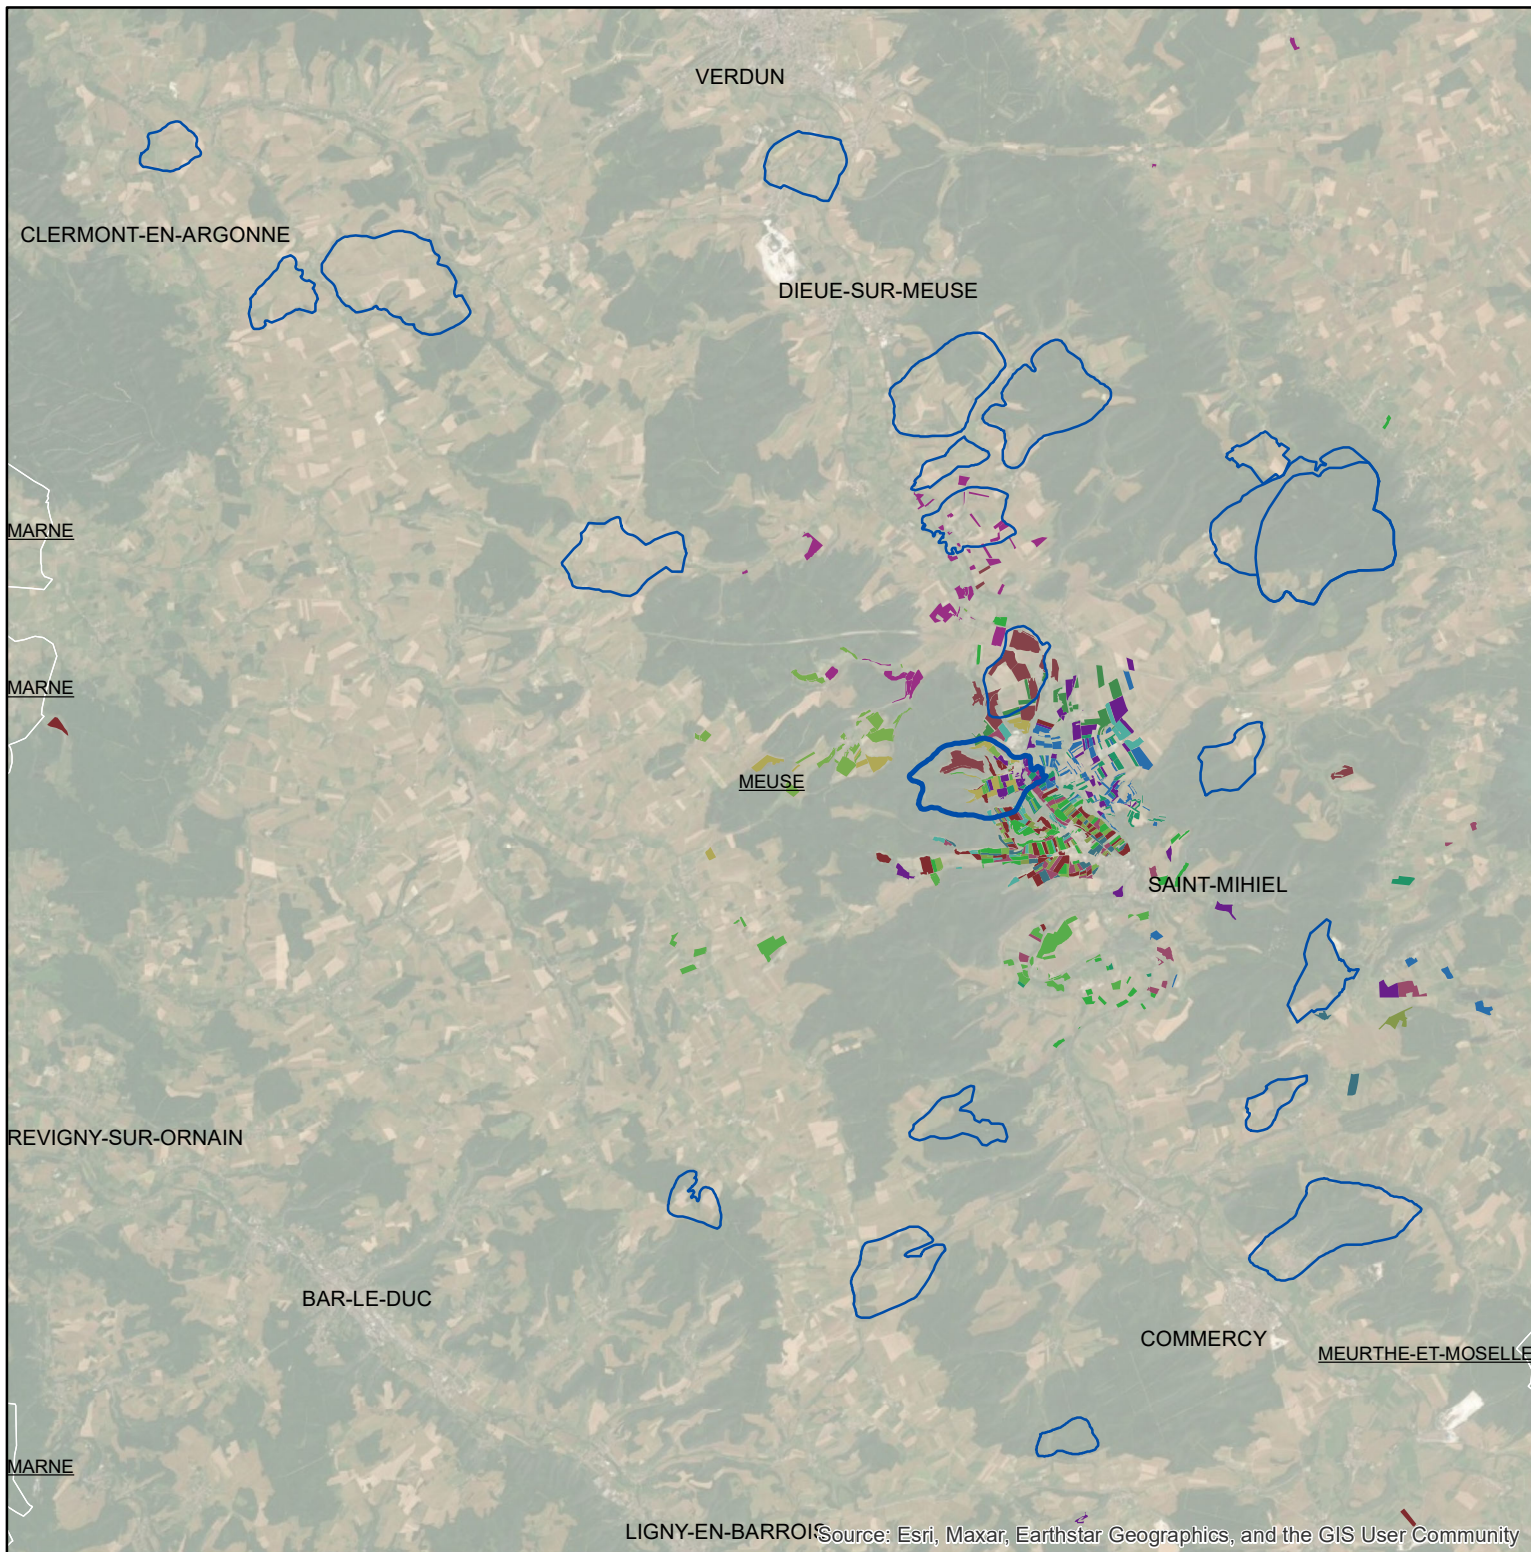 VERDUN
CLERMONT-EN-ARGONNE
DIEUE-SUR-MEUSE
MARNE
MARNE
MEUSE
SAINT-MIHIEL
REVIGNY-SUR-ORNAIN
BAR-LE-DUC
COMMERCY
MEURTHE-ET-MOSELLE
MARNE
LIGNY-EN-BARROIS
Source: Esri, Maxar, Earthstar Geographics, and the GIS User Community